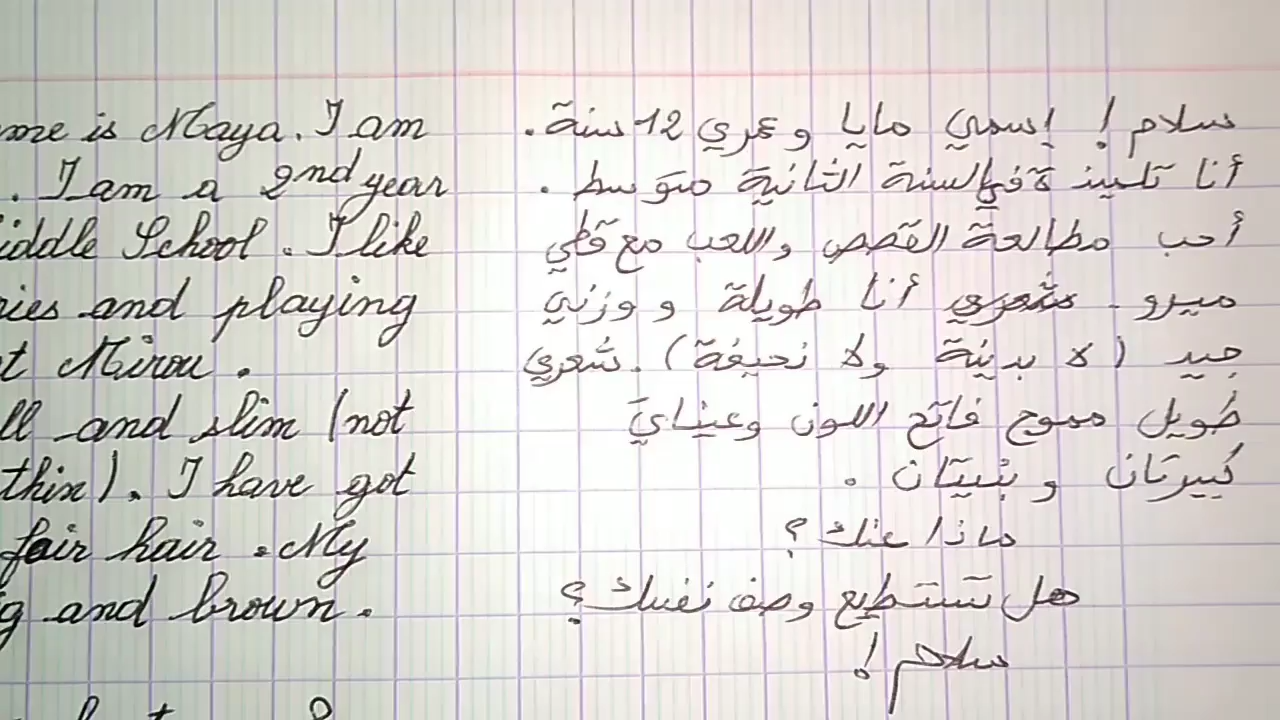 me is Maya. I am
. I am a 2nd year
iddle School. I like
ries and playing
t Mirou.
ll and slim (not
thin). I have got
fair hair. My
g and brown.
سلام! إسمي مايا و عمري 12 سنة.
أنا تلميذة في السنة الثانية متوسط.
أحب مطالعة القصص واللعب مع قطي
ميرو. شعري أنا طويلة و وزني
جيد (لا بدينة ولا نحيفة). شعري
طويل مموج فاتح اللون وعيناي
كبيرتان و بنيتان.
ماذا عنك؟
هل تستطيع وصف نفسك؟
سلام!